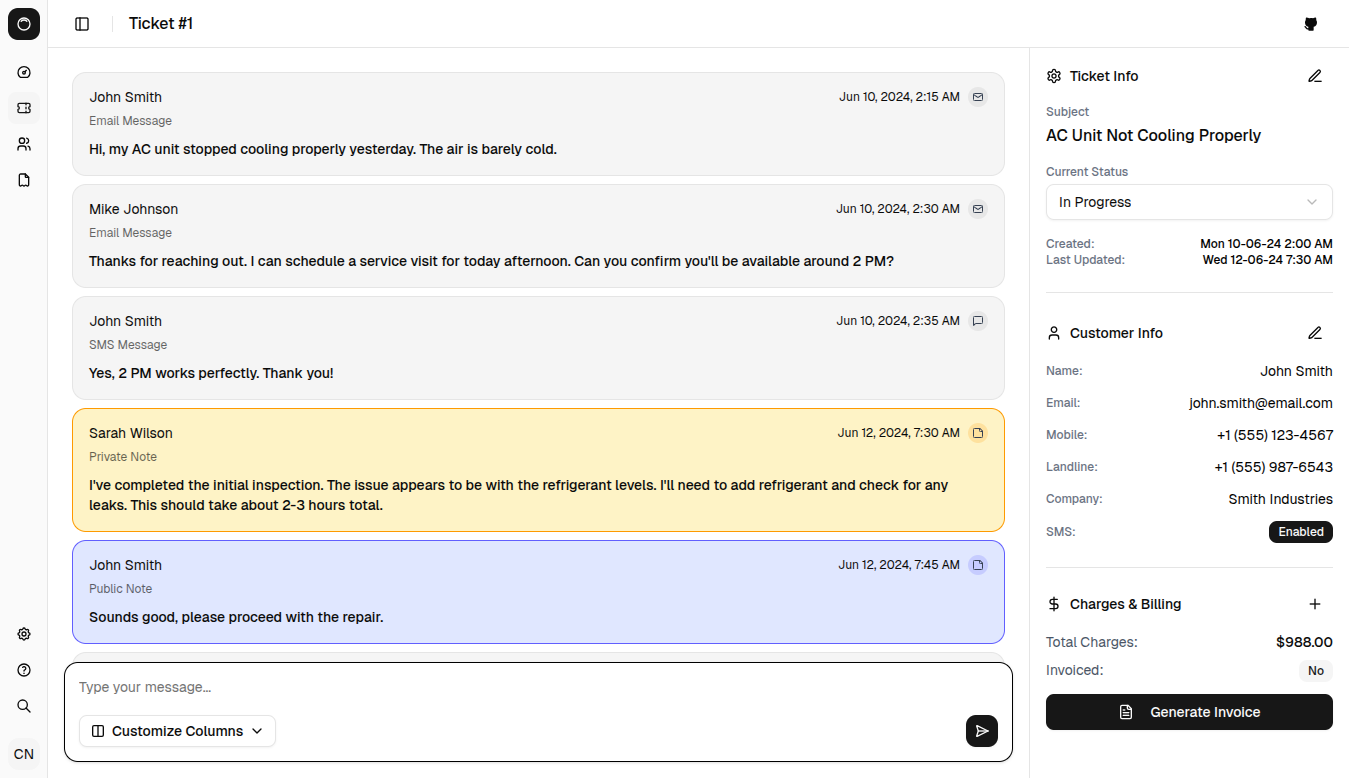 Ticket #1
John Smith
Jun 10, 2024, 2:15 AM
Email Message
Hi, my AC unit stopped cooling properly yesterday. The air is barely cold.
Mike Johnson
Jun 10, 2024, 2:30 AM
Email Message
Thanks for reaching out. I can schedule a service visit for today afternoon. Can you confirm you'll be available around 2 PM?
John Smith
Jun 10, 2024, 2:35 AM
SMS Message
Yes, 2 PM works perfectly. Thank you!
Sarah Wilson
Jun 12, 2024, 7:30 AM
Private Note
I've completed the initial inspection. The issue appears to be with the refrigerant levels. I'll need to add refrigerant and check for any
leaks. This should take about 2-3 hours total.
John Smith
Jun 12, 2024, 7:45 AM
Public Note
Sounds good, please proceed with the repair.
Type your message...
Customize Columns
CN
Ticket Info
Subject
AC Unit Not Cooling Properly
Current Status
In Progress
Created: Mon 10-06-24 2:00 AM
Last Updated: Wed 12-06-24 7:30 AM
Customer Info
Name: John Smith
Email: john.smith@email.com
Mobile: +1 (555) 123-4567
Landline: +1 (555) 987-6543
Company: Smith Industries
SMS: Enabled
Charges & Billing
Total Charges: $988.00
Invoiced: No
Generate Invoice